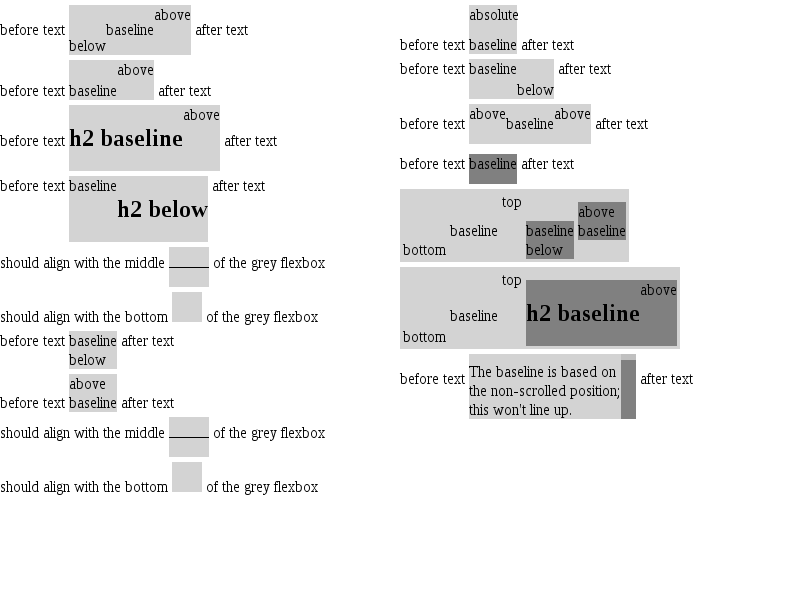 above
before text baseline after text
below
above
before text baseline after text
above
before text h2 baseline after text
before text baseline after text
h2 below
should align with the middle of the grey flexbox
should align with the bottom of the grey flexbox
before text baseline after text
below
above
before text baseline after text
should align with the middle of the grey flexbox
should align with the bottom of the grey flexbox
absolute
before text baseline after text
before text baseline after text
below
above above
before text baseline after text
before text baseline after text
top
above
baseline baseline baseline
bottom below
top
above
baseline h2 baseline
bottom
The baseline is based on
before text the non-scrolled position; after text
this won't line up.